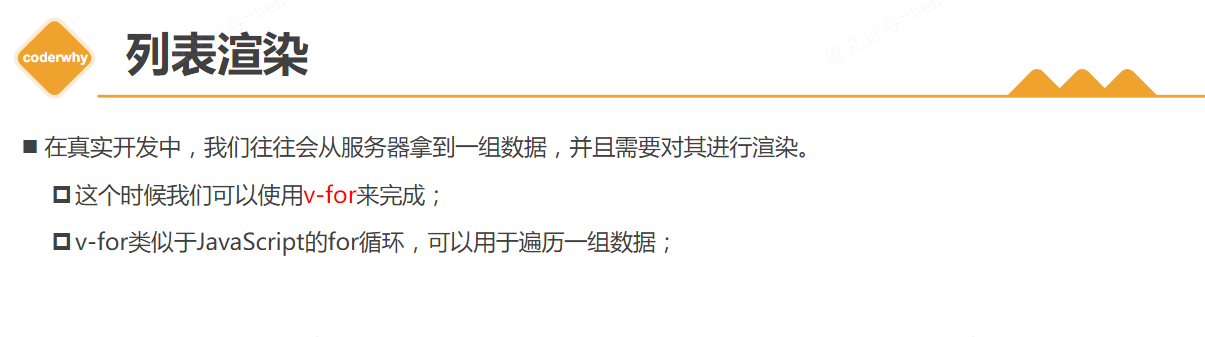 coderwhy
列表渲染
在真实开发中，我们往往会从服务器拿到一组数据，并且需要对其进行渲染。
这个时候我们可以使用v-for来完成；
v-for类似于JavaScript的for循环，可以用于遍历一组数据；